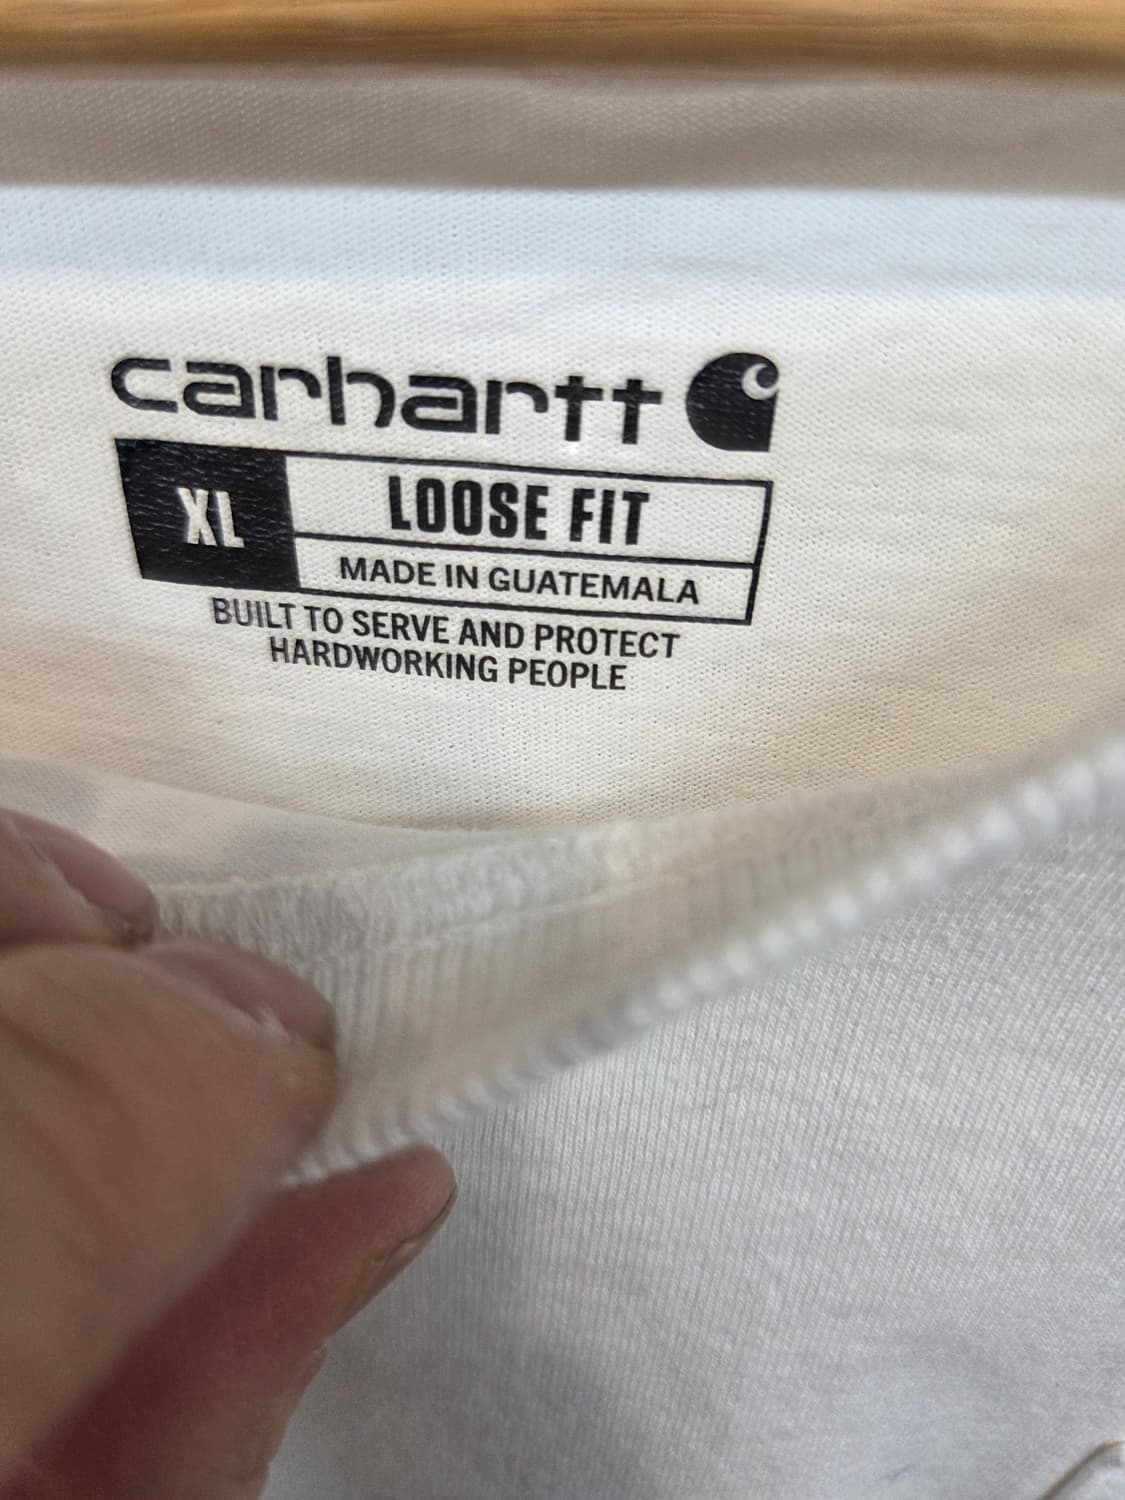 carhartt
XL
LOOSE FIT
MADE IN GUATEMALA
BUILT TO SERVE AND PROTECT
HARDWORKING PEOPLE